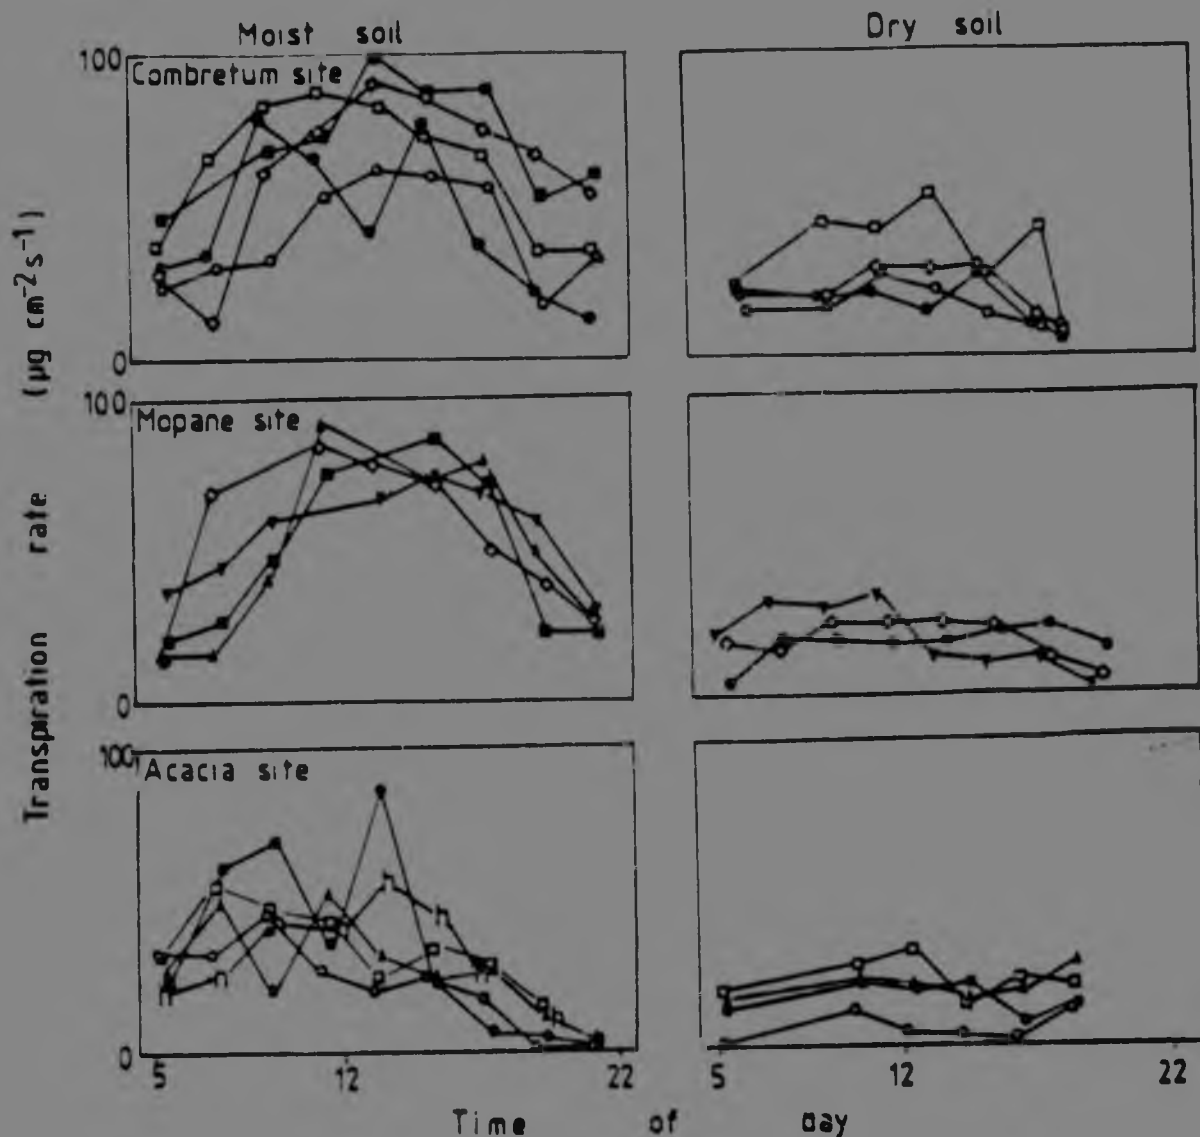 Moist soil
Dry soil
100
Combretum site
0
100
Mopane site
0
100
Acacia site
0
5 12 22
5 12 22
Time of day
Transpiration rate (µg cm⁻²s⁻¹)